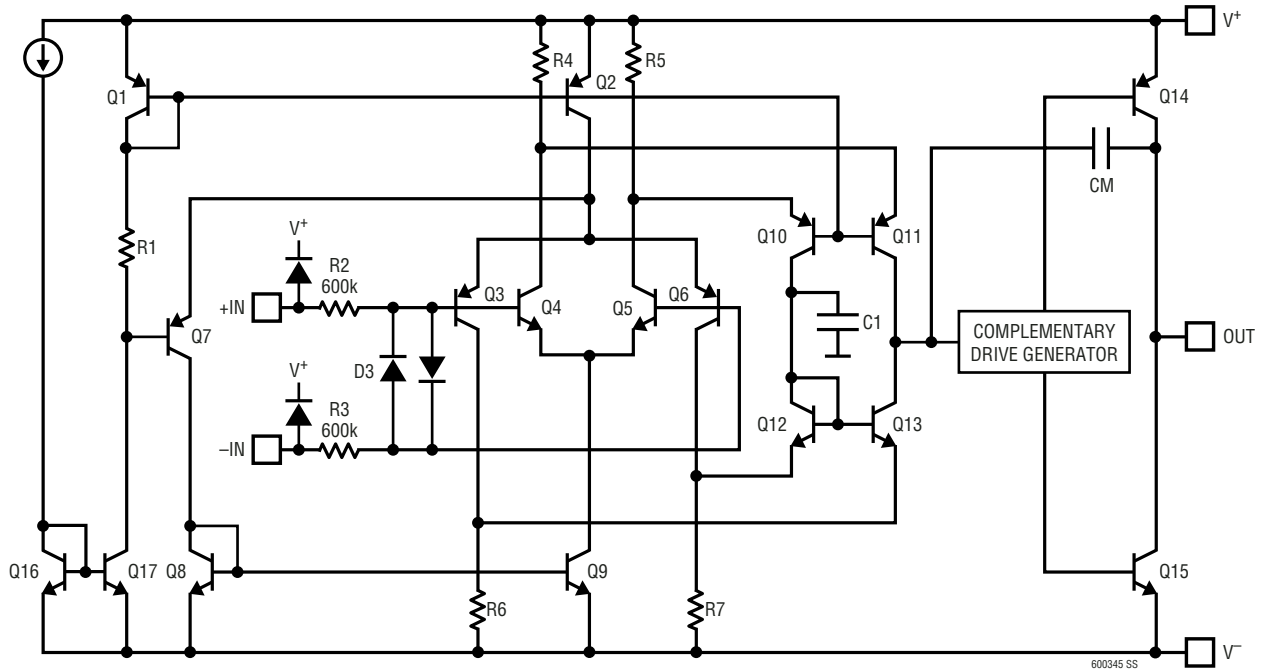 V+
R4
R5
Q2
Q1
Q14
CM
V+
R2
600k
+IN
R1
Q7
Q3
Q4
Q5
Q6
Q10
Q11
C1
COMPLEMENTARY
DRIVE GENERATOR
OUT
D3
V+
R3
600k
–IN
Q12
Q13
Q16
Q17
Q8
Q9
Q15
R6
R7
V–
600345 SS